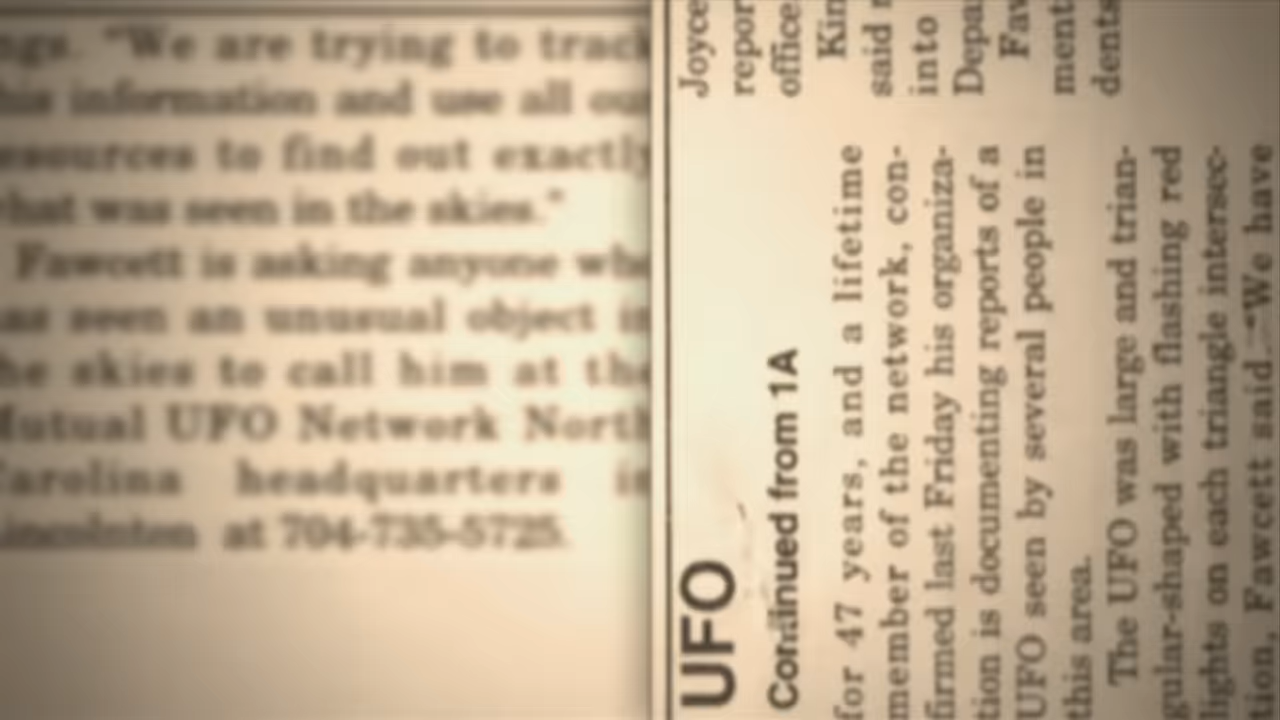 ngs. "We are trying to track
his information and use all our
esources to find out exactly
what was seen in the skies."
Fawcett is asking anyone who
as seen an unusual object in
he skies to call him at the
Mutual UFO Network North
Carolina headquarters in
Lincolnton at 704-735-5725.
UFO
Continued from 1A
for 47 years, and a lifetime
member of the network, con-
firmed last Friday his organiza-
tion is documenting reports of a
UFO seen by several people in
this area.
The UFO was large and trian-
gular-shaped with flashing red
lights on each triangle intersec-
tion, Fawcett said. "We have
Joyce
repor
office
Kin
said
into
Depa
Faw
ment
dents